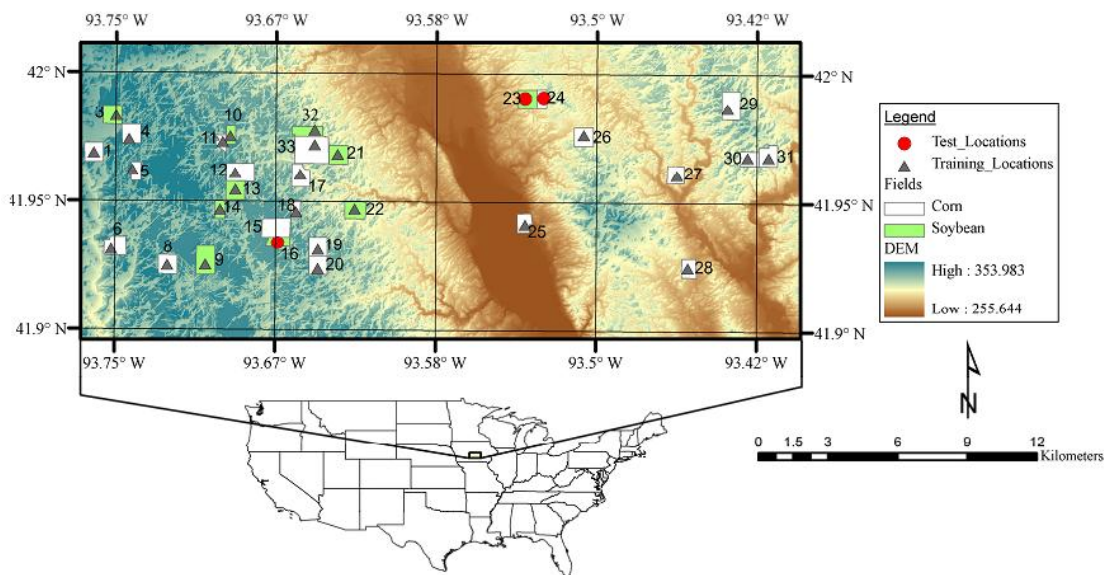 93.75° W 93.67° W 93.58° W 93.5° W 93.42° W
42° N 42° N
23 24
29
3 4 10 11 32 33 26
1 21
5 12 17 30 31
13 27
41.95° N 41.95° N
14 18 22
6 15 25
16 19
8 9 20 28
41.9° N 41.9° N
93.75° W 93.67° W 93.58° W 93.5° W 93.42° W
Legend
Test_Locations
Training_Locations
Fields
Corn
Soybean
DEM
High : 353.983
Low : 255.644
N
0 1.5 3 6 9 12
Kilometers